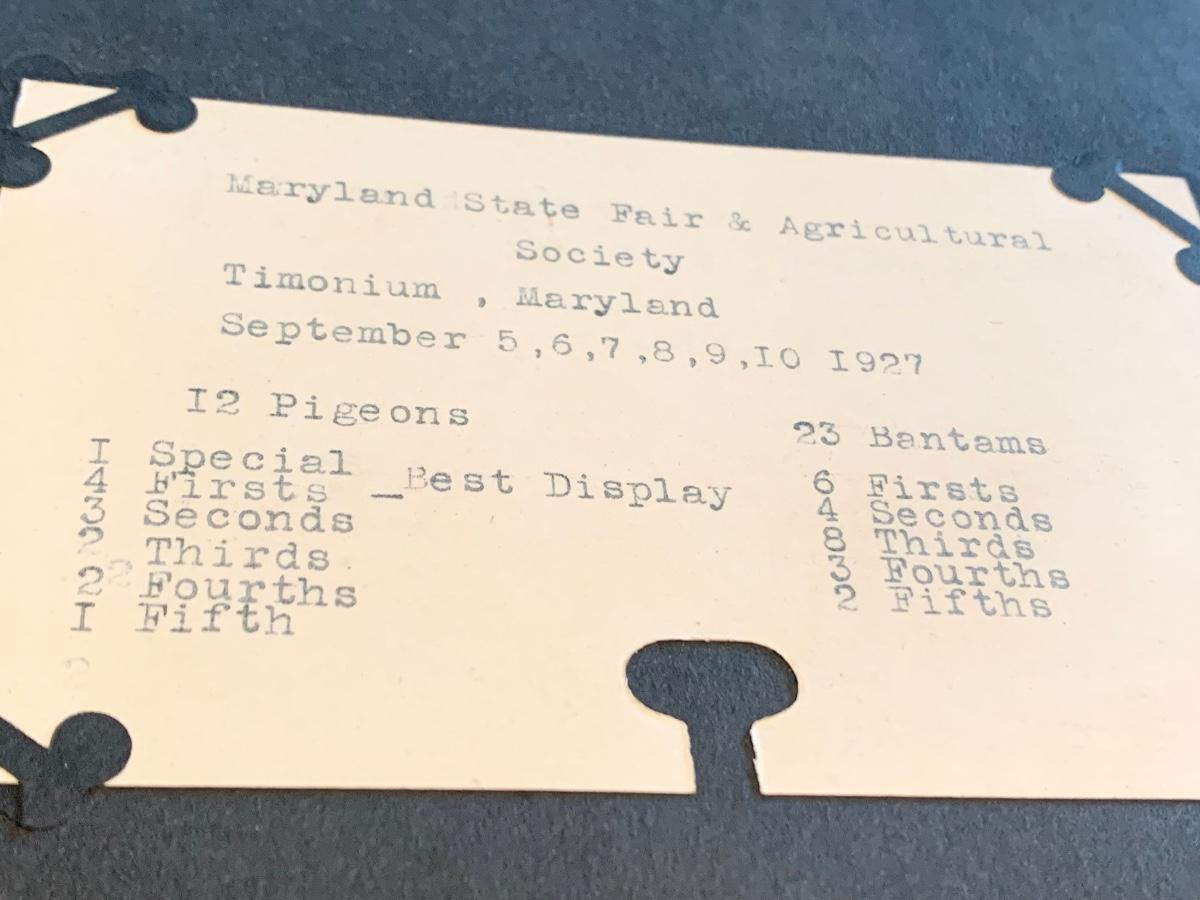 Maryland State Fair & Agricultural
Society
Timonium , Maryland
September 5,6,7,8,9,I0 I927
I2 Pigeons
I Special _Best Display
4 Firsts
3 Seconds
2 Thirds
2 Fourths
I Fifth
23 Bantams
6 Firsts
4 Seconds
8 Thirds
3 Fourths
2 Fifths